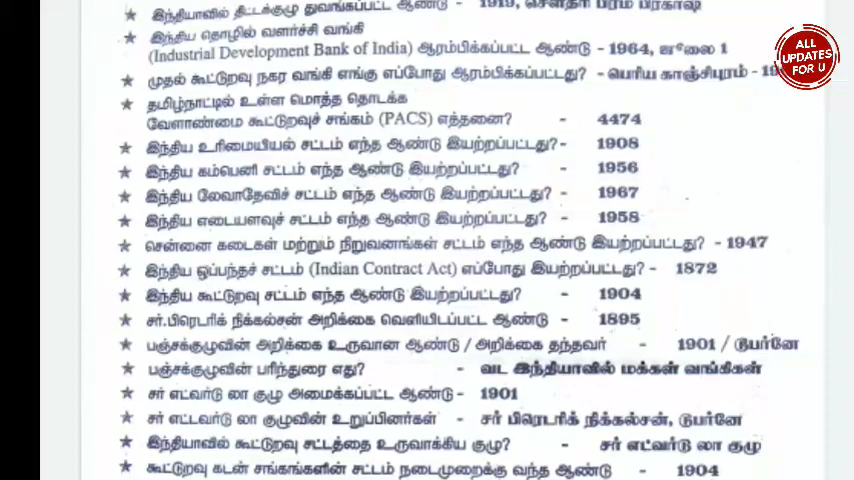 ★ இந்தியாவில் திட்டக்குழு துவங்கப்பட்ட ஆண்டு - 1919, சௌதரி பிரம் பிரகாஷ்
★ இந்திய தொழில் வளர்ச்சி வங்கி
(Industrial Development Bank of India) ஆரம்பிக்கப்பட்ட ஆண்டு - 1964, ஜூலை 1
★ முதல் கூட்டுறவு நகர வங்கி எங்கு எப்போது ஆரம்பிக்கப்பட்டது? - பெரிய காஞ்சிபுரம் -
ALL
UPDATES
FOR U
★ தமிழ்நாட்டில் உள்ள மொத்த தொடக்க
வேளாண்மை கூட்டுறவுச் சங்கம் (PACS) எத்தனை? - 4474
★ இந்திய உரிமையியல் சட்டம் எந்த ஆண்டு இயற்றப்பட்டது? - 1908
★ இந்திய கம்பெனி சட்டம் எந்த ஆண்டு இயற்றப்பட்டது? - 1956
★ இந்திய லேவாதேவிச் சட்டம் எந்த ஆண்டு இயற்றப்பட்டது? - 1967
★ இந்திய எடையளவுச் சட்டம் எந்த ஆண்டு இயற்றப்பட்டது? - 1958
★ சென்னை கடைகள் மற்றும் நிறுவனங்கள் சட்டம் எந்த ஆண்டு இயற்றப்பட்டது? - 1947
★ இந்திய ஒப்பந்தச் சட்டம் (Indian Contract Act) எப்போது இயற்றப்பட்டது? - 1872
★ இந்திய கூட்டுறவு சட்டம் எந்த ஆண்டு இயற்றப்பட்டது? - 1904
★ சர்.பிரெடரிக் நிக்கல்சன் அறிக்கை வெளியிடப்பட்ட ஆண்டு - 1895
★ பஞ்சக்குழுவின் அறிக்கை உருவான ஆண்டு / அறிக்கை தந்தவர் - 1901 / டூபர்னே
★ பஞ்சக்குழுவின் பரிந்துரை எது? - வட இந்தியாவில் மக்கள் வங்கிகள்
★ சர் எட்வர்டு லா குழு அமைக்கப்பட்ட ஆண்டு - 1901
★ சர் எட்டவர்டு லா குழுவின் உறுப்பினர்கள் - சர் பிரெடரிக் நிக்கல்சன், டுபர்னே
★ இந்தியாவில் கூட்டுறவு சட்டத்தை உருவாக்கிய குழு? - சர் எட்வர்டு லா குழு
★ கூட்டுறவு கடன் சங்கங்களின் சட்டம் நடைமுறைக்கு வந்த ஆண்டு - 1904